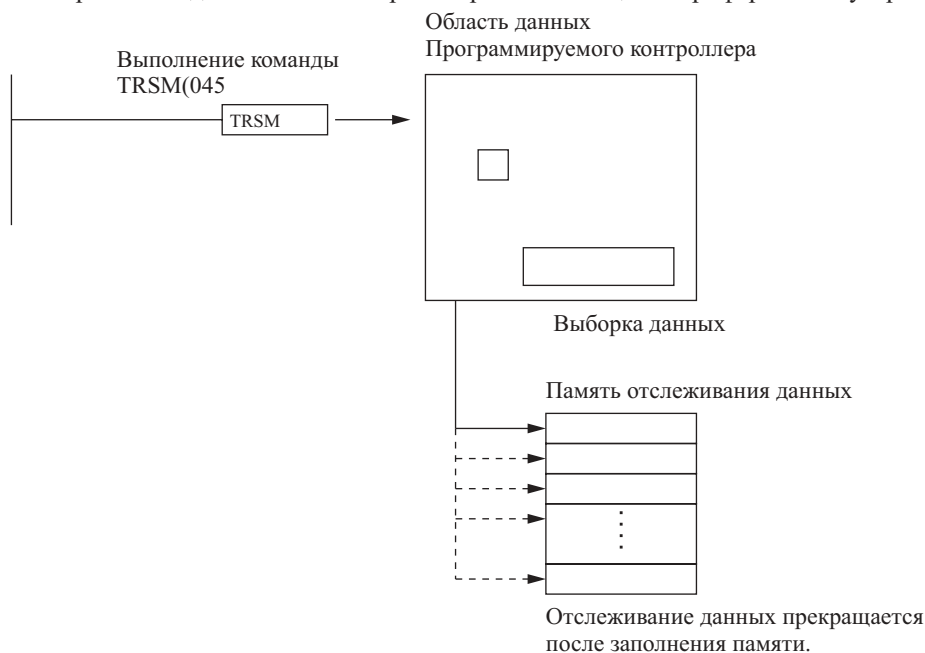 Область данных
Программируемого контроллера
Выполнение команды
TRSM(045
TRSM
Выборка данных
Память отслеживания данных
Отслеживание данных прекращается
после заполнения памяти.